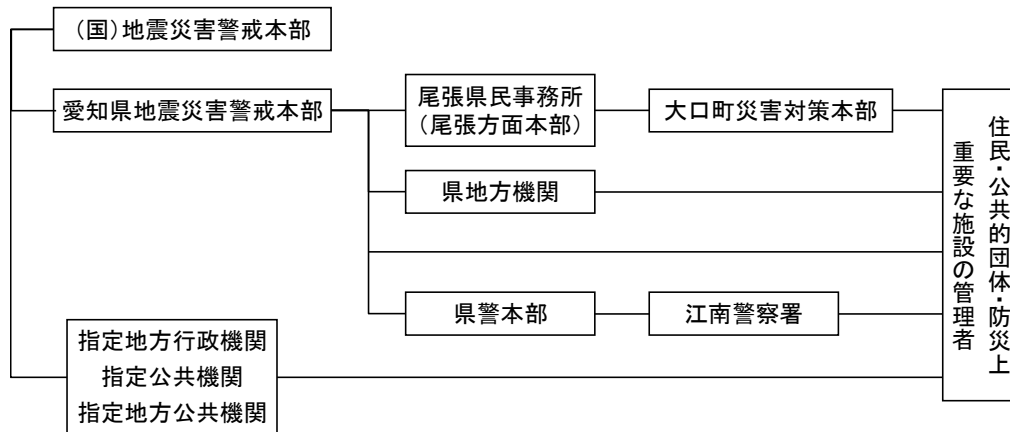 （国）地震災害警戒本部
愛知県地震災害警戒本部
尾張県民事務所
（尾張方面本部）
大口町災害対策本部
県地方機関
県警本部
江南警察署
指定地方行政機関
指定公共機関
指定地方公共機関
住民・公共的団体・防災上
重要な施設の管理者